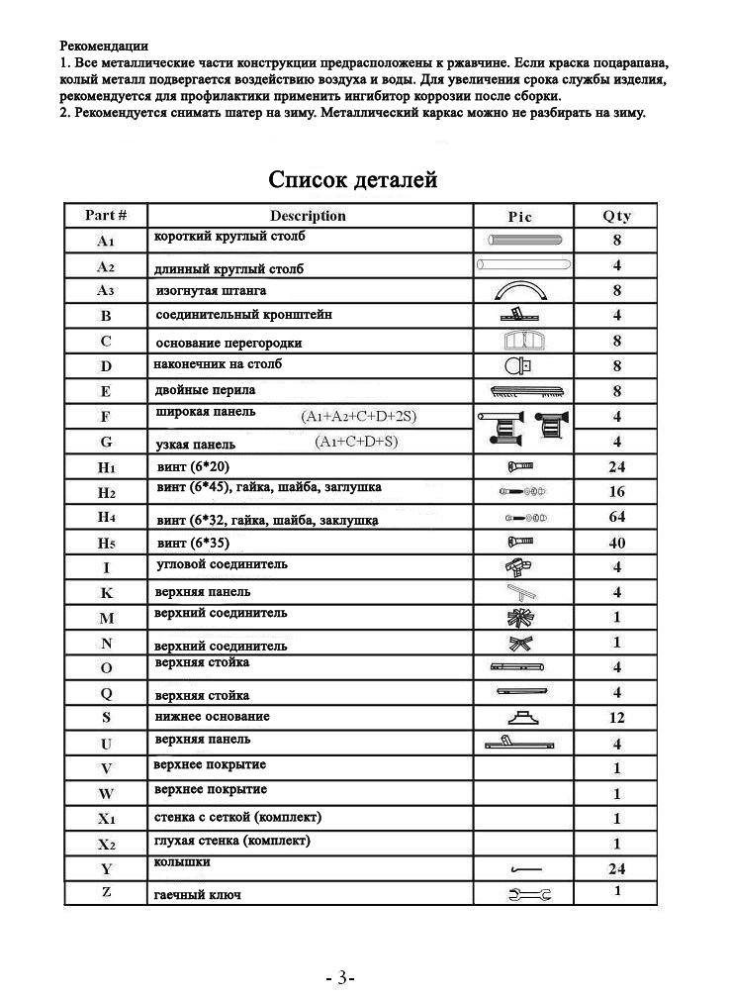 Рекомендации
1. Все металлические части конструкции предрасположены к ржавчине. Если краска поцарапана,
колый металл подвергается воздействию воздуха и воды. Для увеличения срока службы изделия,
рекомендуется для профилактики применить ингибитор коррозии после сборки.
2. Рекомендуется снимать шатер на зиму. Металлический каркас можно не разбирать на зиму.
Список деталей
Part # Description Pic Qty
A1 короткий круглый столб 8
A2 длинный круглый столб 4
A3 изогнутая штанга 8
B соединительный кронштейн 4
C основание перегородки 8
D наконечник на столб 8
E двойные перила 8
F широкая панель (A1+A2+C+D+2S) 4
G узкая панель (A1+C+D+S) 4
H1 винт (6*20) 24
H2 винт (6*45), гайка, шайба, заглушка 16
H4 винт (6*32, гайка, шайба, заклушка 64
H5 винт (6*35) 40
I угловой соединитель 4
K верхняя панель 4
M верхний соединитель 1
N верхний соединитель 1
O верхняя стойка 4
Q верхняя стойка 4
S нижнее основание 12
U верхняя панель 4
V верхнее покрытие 1
W верхнее покрытие 1
X1 стенка с сеткой (комплект) 1
X2 глухая стенка (комплект) 1
Y колышки 24
Z гаечный ключ 1
- 3-